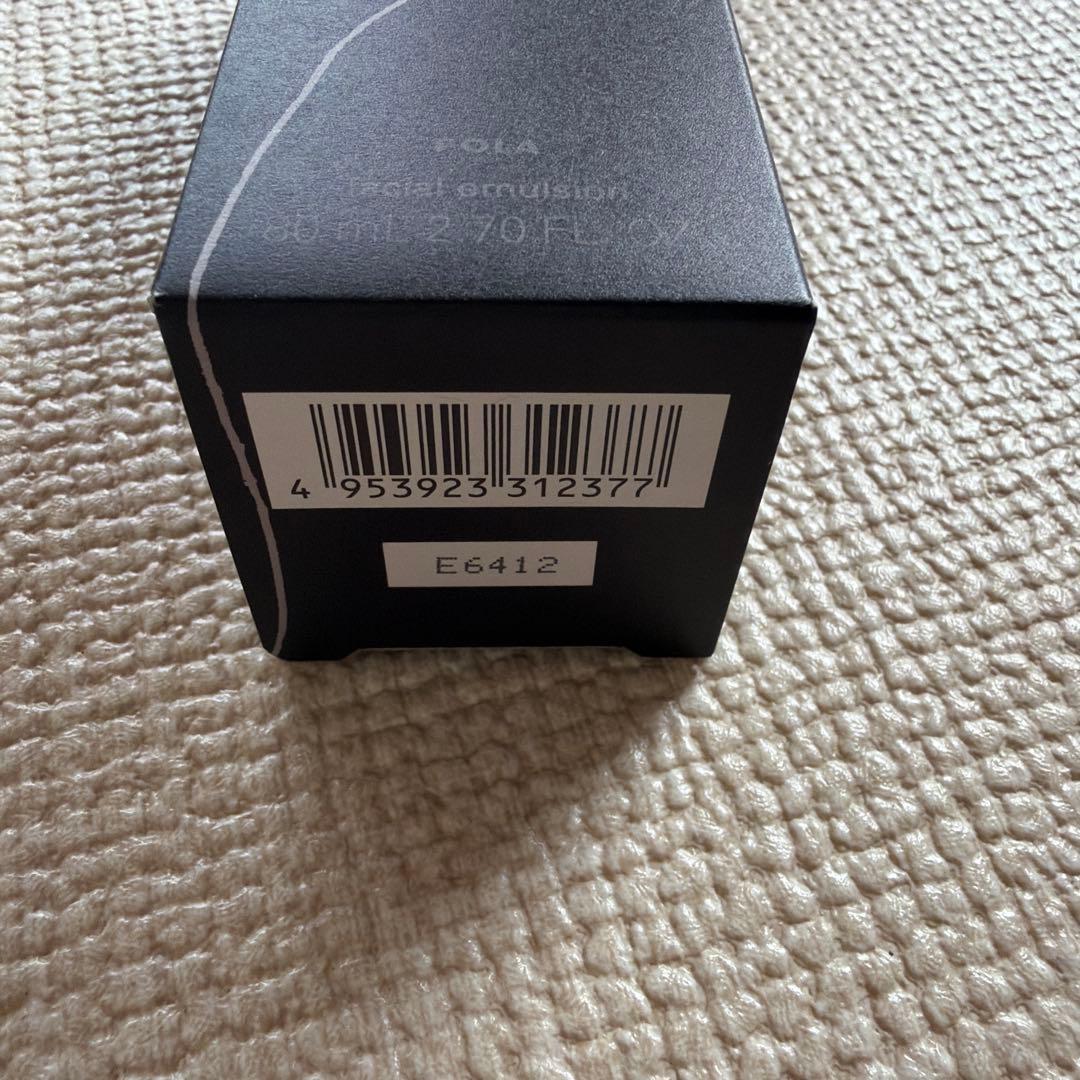 POLA
facial emulsion
80 mL 2.70 FL. OZ.
4 953923 312377
E6412